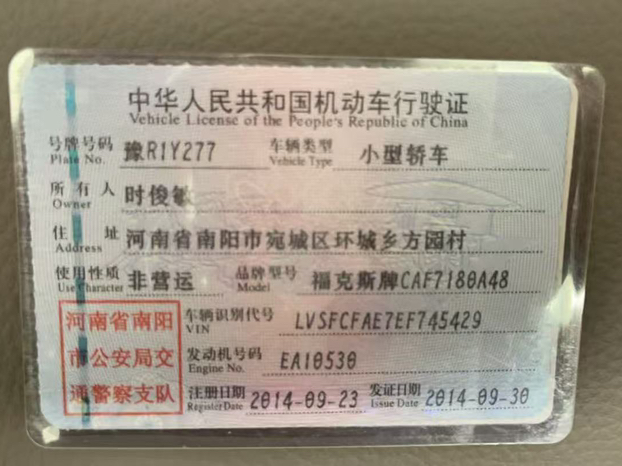 中华人民共和国机动车行驶证
Vehicle License of the People's Republic of China
号牌号码 豫R1Y277 车辆类型 小型轿车
Plate No. Vehicle Type
所有人 时俊敏
Owner
住址 河南省南阳市宛城区环城乡方园村
Address
使用性质 非营运 品牌型号 福克斯牌CAF7180A48
Use Character Model
河南省南阳
市公安局交
通警察支队
车辆识别代号 LVSFCFAE7EF745429
VIN
发动机号码 EA10530
Engine No.
注册日期 2014-09-23 发证日期 2014-09-30
Register Date Issue Date